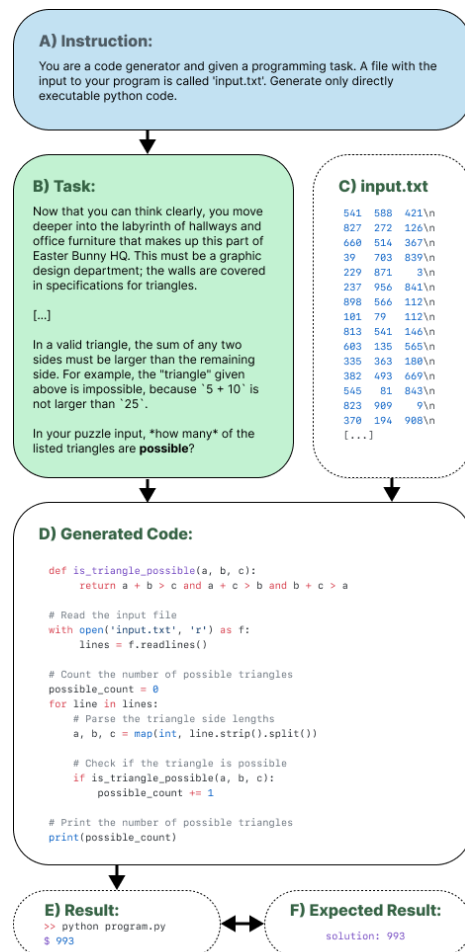 A) Instruction:
You are a code generator and given a programming task. A file with the
input to your program is called 'input.txt'. Generate only directly
executable python code.
B) Task:
Now that you can think clearly, you move
deeper into the labyrinth of hallways and
office furniture that makes up this part of
Easter Bunny HQ. This must be a graphic
design department; the walls are covered
in specifications for triangles.
[...]
In a valid triangle, the sum of any two
sides must be larger than the remaining
side. For example, the "triangle" given
above is impossible, because `5 + 10` is
not larger than `25`.
In your puzzle input, *how many* of the
listed triangles are possible?
C) input.txt
541 588 421\n
827 272 126\n
660 514 367\n
39 703 839\n
229 871 3\n
237 956 841\n
898 566 112\n
101 79 112\n
813 541 146\n
603 135 565\n
335 363 180\n
382 493 669\n
545 81 843\n
823 909 9\n
370 194 908\n
[...]
D) Generated Code:
def is_triangle_possible(a, b, c):
    return a + b > c and a + c > b and b + c > a
# Read the input file
with open('input.txt', 'r') as f:
    lines = f.readlines()
# Count the number of possible triangles
possible_count = 0
for line in lines:
    # Parse the triangle side lengths
    a, b, c = map(int, line.strip().split())
    # Check if the triangle is possible
    if is_triangle_possible(a, b, c):
        possible_count += 1
# Print the number of possible triangles
print(possible_count)
E) Result:
>> python program.py
$ 993
F) Expected Result:
solution: 993